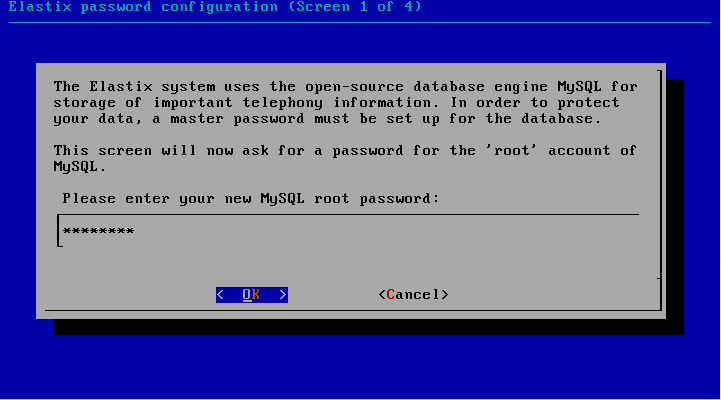 Elastix password configuration (Screen 1 of 4)
The Elastix system uses the open-source database engine MySQL for
storage of important telephony information. In order to protect
your data, a master password must be set up for the database.
This screen will now ask for a password for the 'root' account of
MySQL.
Please enter your new MySQL root password:
********
<  OK  > <Cancel>